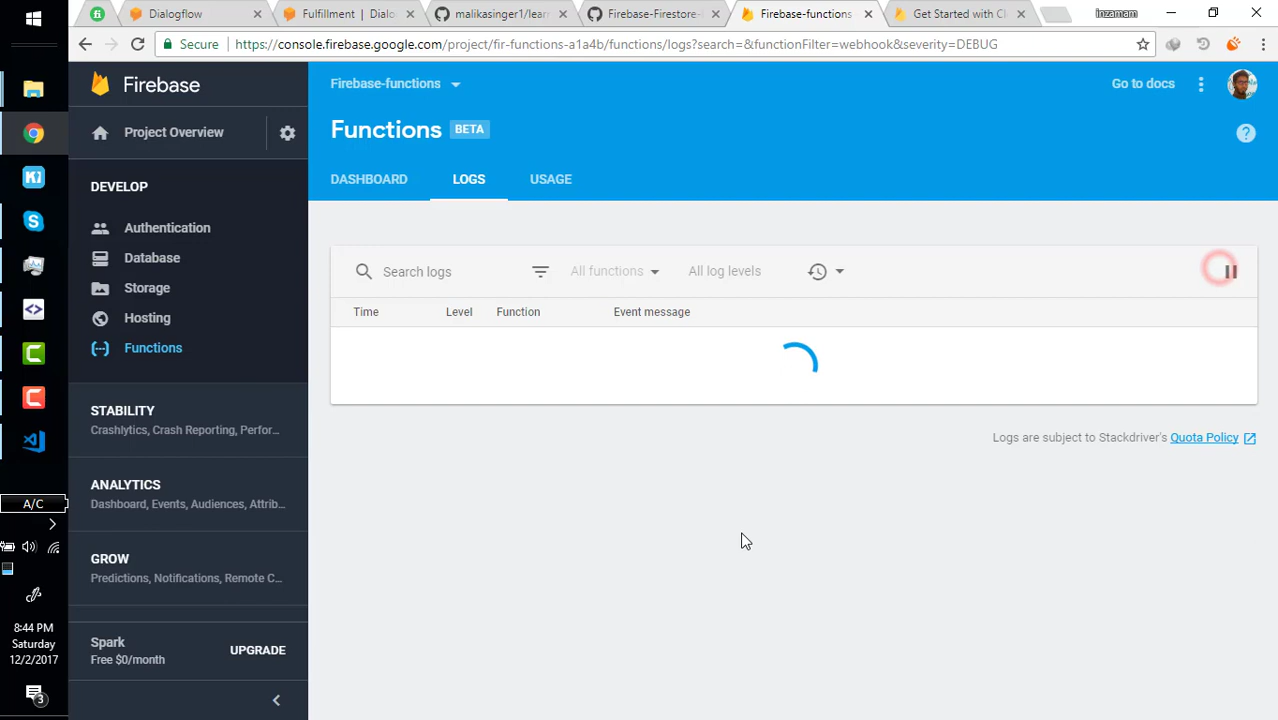 Dialogflow
Fulfillment | Dialo
malikasinger1/learn
Firebase-Firestore-
Firebase-functions
Get Started with Cl
inzamam
Secure
https://console.firebase.google.com/project/fir-functions-a1a4b/functions/logs?search=&functionFilter=webhook&severity=DEBUG
Firebase
Firebase-functions
Go to docs
Project Overview
Functions
BETA
DASHBOARD
LOGS
USAGE
DEVELOP
Authentication
Database
Storage
Hosting
Functions
Search logs
All functions
All log levels
Time
Level
Function
Event message
Logs are subject to Stackdriver's Quota Policy
STABILITY
Crashlytics, Crash Reporting, Perfor...
ANALYTICS
Dashboard, Events, Audiences, Attrib...
GROW
Predictions, Notifications, Remote C...
Spark
Free $0/month
UPGRADE
A/C
8:44 PM
Saturday
12/2/2017
3